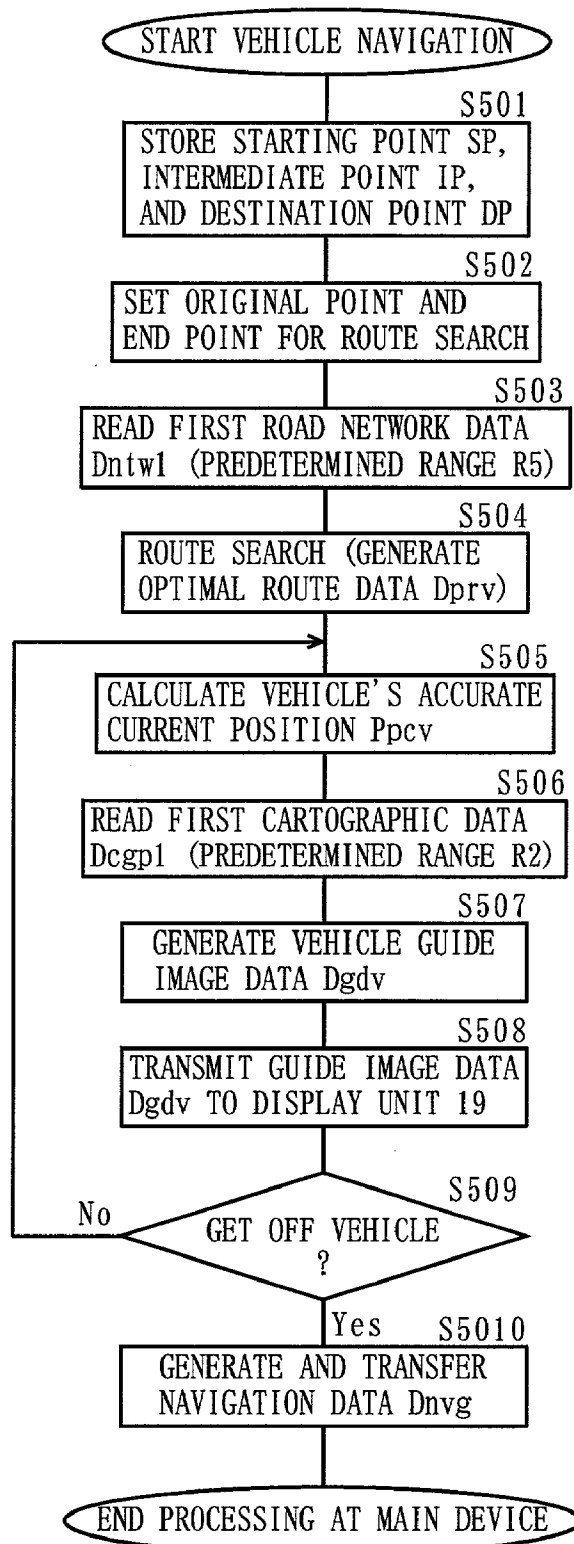 START VEHICLE NAVIGATION
S501
STORE STARTING POINT SP,
INTERMEDIATE POINT IP,
AND DESTINATION POINT DP
S502
SET ORIGINAL POINT AND
END POINT FOR ROUTE SEARCH
S503
READ FIRST ROAD NETWORK DATA
Dntw1 (PREDETERMINED RANGE R5)
S504
ROUTE SEARCH (GENERATE
OPTIMAL ROUTE DATA Dprv)
S505
CALCULATE VEHICLE'S ACCURATE
CURRENT POSITION Ppcv
S506
READ FIRST CARTOGRAPHIC DATA
Dcgp1 (PREDETERMINED RANGE R2)
S507
GENERATE VEHICLE GUIDE
IMAGE DATA Dgdv
S508
TRANSMIT GUIDE IMAGE DATA
Dgdv TO DISPLAY UNIT 19
S509
No
GET OFF VEHICLE
?
Yes
S5010
GENERATE AND TRANSFER
NAVIGATION DATA Dnvg
END PROCESSING AT MAIN DEVICE